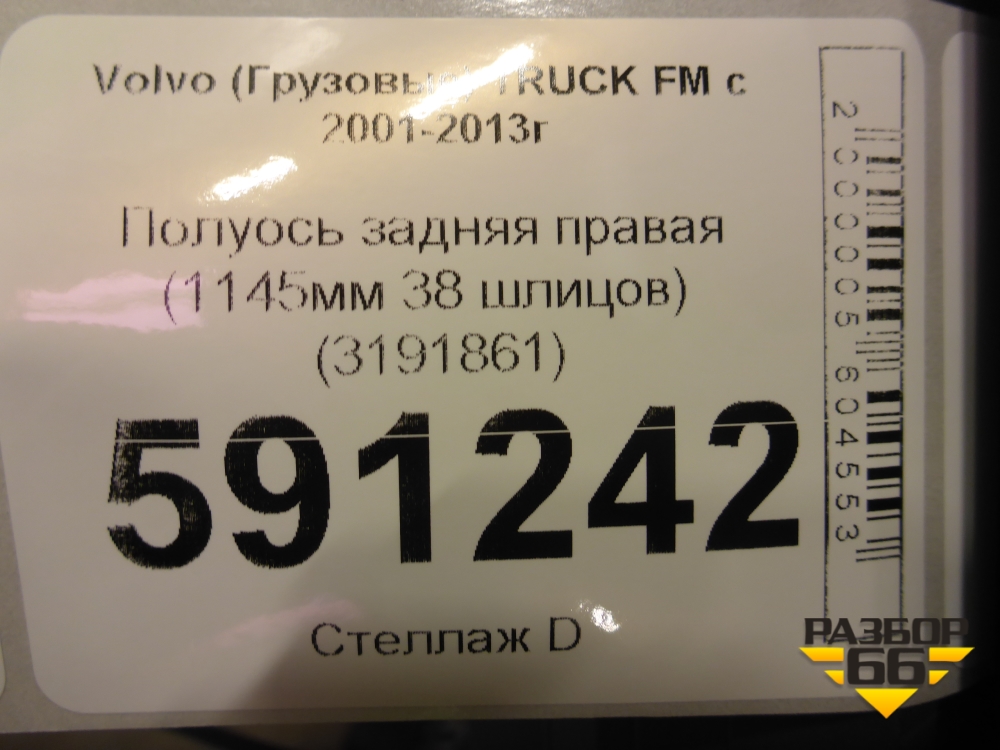 Volvo (Грузовые) TRUCK FM с
2001-2013г
Полуось задняя правая
(1145мм 38 шлицов)
(3191861)
591242
Стеллаж D
2000005604553
РАЗБОР
66